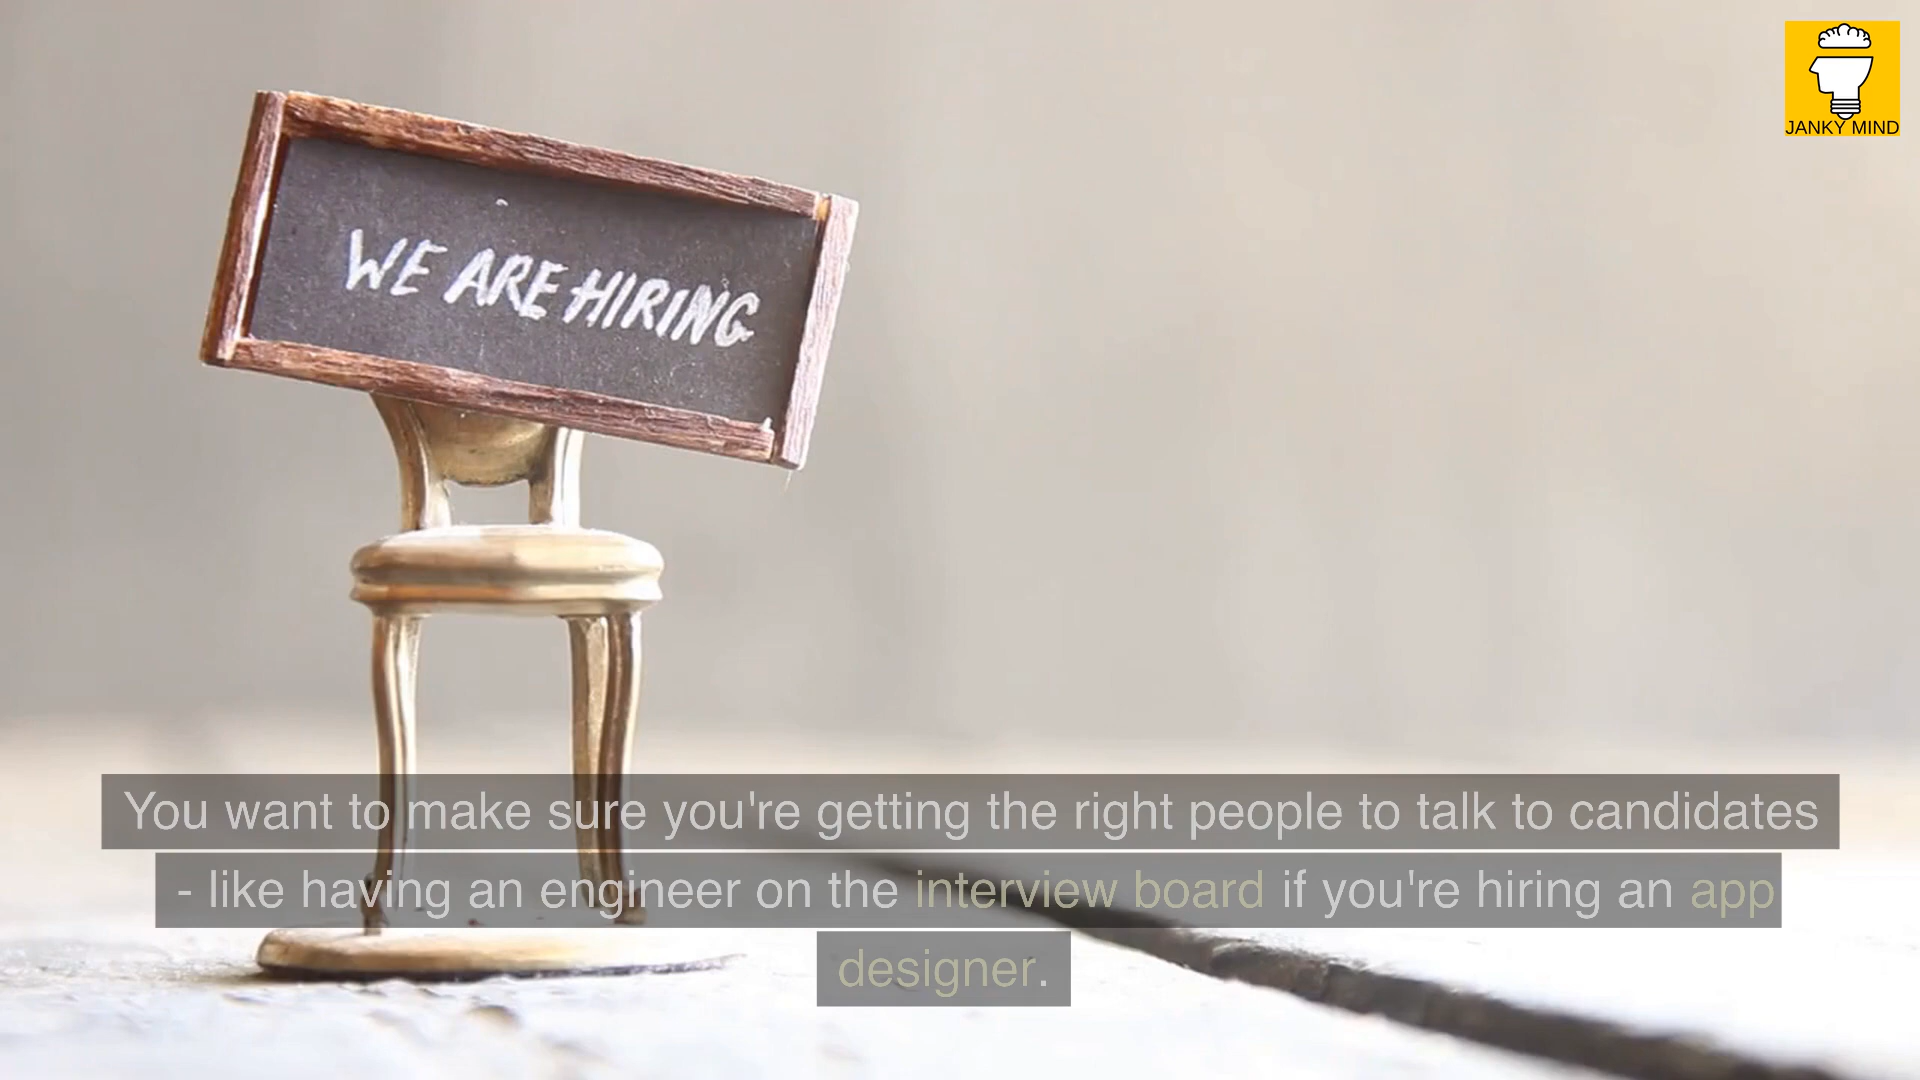 JANKY MIND
WE ARE HIRING
You want to make sure you're getting the right people to talk to candidates
- like having an engineer on the interview board if you're hiring an app
designer.